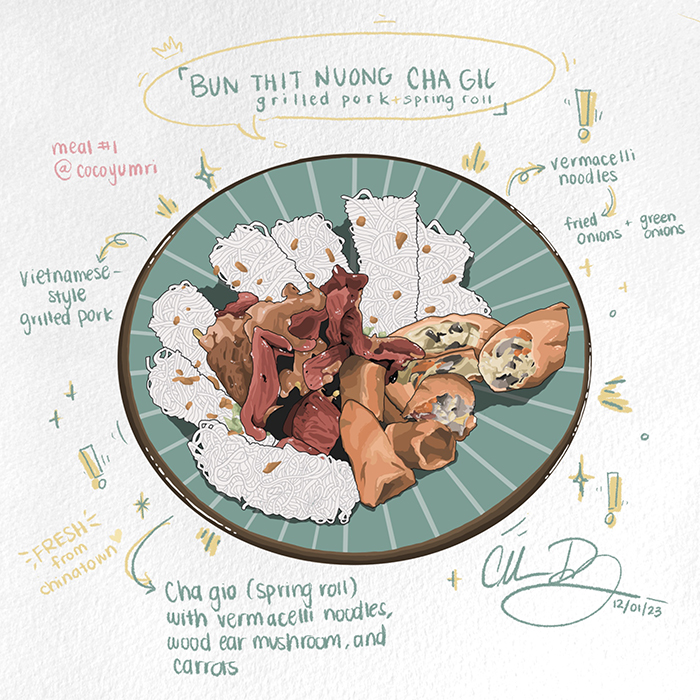 BUN THIT NUONG CHA GIO
grilled pork + spring roll
meal #1
@cocoyumri
vermacelli
noodles
fried onions + green onions
Vietnamese-
style
grilled pork
FRESH
from
chinatown
Cha gio (spring roll)
with vermacelli noodles,
wood ear mushroom, and
carrots
12/01/23